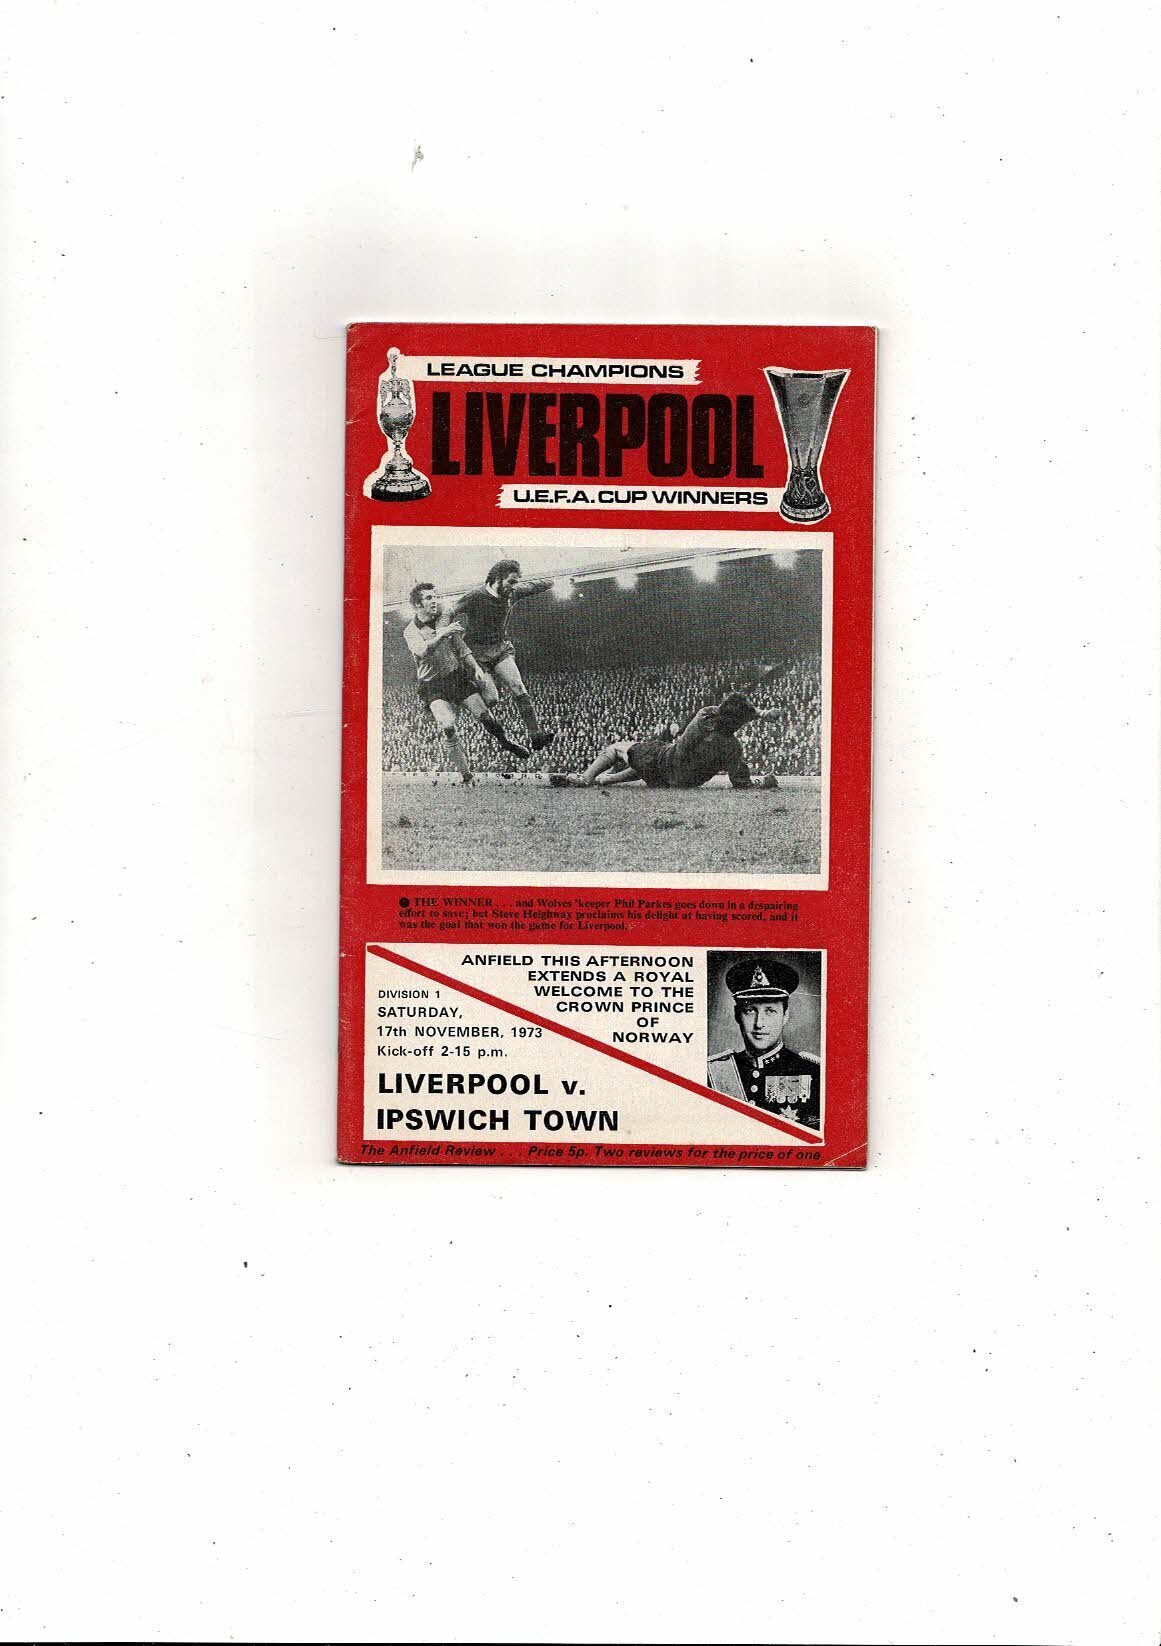 LEAGUE CHAMPIONS
LIVERPOOL
U.E.F.A. CUP WINNERS
● THE WINNER . . . and Wolves 'keeper Phil Parkes goes down in a despairing
effort to save; but Steve Heighway proclaims his delight at having scored, and it
was the goal that won the game for Liverpool.
ANFIELD THIS AFTERNOON
EXTENDS A ROYAL
WELCOME TO THE
CROWN PRINCE
OF
NORWAY
DIVISION 1
SATURDAY,
17th NOVEMBER, 1973
Kick-off 2-15 p.m.
LIVERPOOL v.
IPSWICH TOWN
The Anfield Review . . . Price 5p. Two reviews for the price of one.